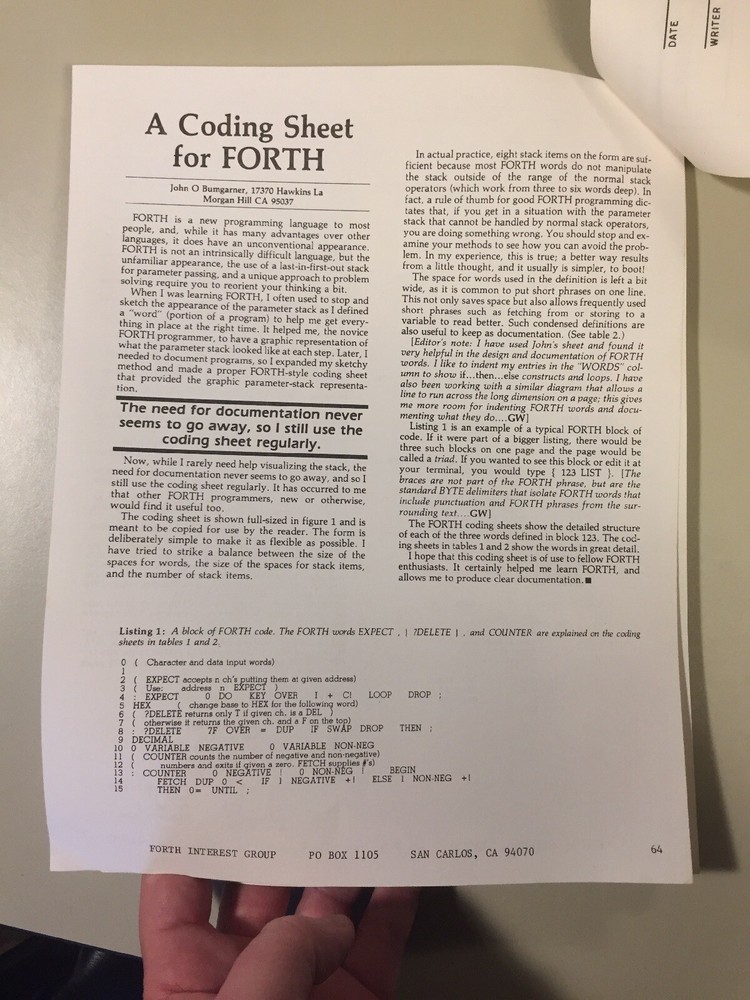 DATE
WRITER
A Coding Sheet
for FORTH
John O Bumgarner, 17370 Hawkins La
Morgan Hill CA 95037
FORTH is a new programming language to most
people, and, while it has many advantages over other
languages, it does have an unconventional appearance.
FORTH is not an intrinsically difficult language, but the
unfamiliar appearance, the use of a last-in-first-out stack
for parameter passing, and a unique approach to problem
solving require you to reorient your thinking a bit.
When I was learning FORTH, I often used to stop and
sketch the appearance of the parameter stack as I defined
a "word" (portion of a program) to help me get every-
thing in place at the right time. It helped me, the novice
FORTH programmer, to have a graphic representation of
what the parameter stack looked like at each step. Later, I
needed to document programs, so I expanded my sketchy
method and made a proper FORTH-style coding sheet
that provided the graphic parameter-stack representa-
tion.
The need for documentation never
seems to go away, so I still use the
coding sheet regularly.
Now, while I rarely need help visualizing the stack, the
need for documentation never seems to go away, and so I
still use the coding sheet regularly. It has occurred to me
that other FORTH programmers, new or otherwise,
would find it useful too.
The coding sheet is shown full-sized in figure 1 and is
meant to be copied for use by the reader. The form is
deliberately simple to make it as flexible as possible. I
have tried to strike a balance between the size of the
spaces for words, the size of the spaces for stack items,
and the number of stack items.
In actual practice, eight stack items on the form are suf-
ficient because most FORTH words do not manipulate
the stack outside of the range of the normal stack
operators (which work from three to six words deep). In
fact, a rule of thumb for good FORTH programming dic-
tates that, if you get in a situation with the parameter
stack that cannot be handled by normal stack operators,
you are doing something wrong. You should stop and ex-
amine your methods to see how you can avoid the prob-
lem. In my experience, this is true; a better way results
from a little thought, and it usually is simpler, to boot!
The space for words used in the definition is left a bit
wide, as it is common to put short phrases on one line.
This not only saves space but also allows frequently used
short phrases such as fetching from or storing to a
variable to read better. Such condensed definitions are
also useful to keep as documentation. (See table 2.)
[Editor's note: I have used John's sheet and found it
very helpful in the design and documentation of FORTH
words. I like to indent my entries in the "WORDS" col-
umn to show if...then...else constructs and loops. I have
also been working with a similar diagram that allows a
line to run across the long dimension on a page; this gives
me more room for indenting FORTH words and docu-
menting what they do....GW]
Listing 1 is an example of a typical FORTH block of
code. If it were part of a bigger listing, there would be
three such blocks on one page and the page would be
called a triad. If you wanted to see this block or edit it at
your terminal, you would type { 123 LIST }. [The
braces are not part of the FORTH phrase, but are the
standard BYTE delimiters that isolate FORTH words that
include punctuation and FORTH phrases from the sur-
rounding text....GW]
The FORTH coding sheets show the detailed structure
of each of the three words defined in block 123. The cod-
ing sheets in tables 1 and 2 show the words in great detail.
I hope that this coding sheet is of use to fellow FORTH
enthusiasts. It certainly helped me learn FORTH, and
allows me to produce clear documentation.■
Listing 1: A block of FORTH code. The FORTH words EXPECT , { ?DELETE } , and COUNTER are explained on the coding
sheets in tables 1 and 2.
0 ( Character and data input words)
1
2 ( EXPECT accepts n ch's putting them at given address)
3 ( Use: address n EXPECT )
4 : EXPECT 0 DO KEY OVER I + C! LOOP DROP ;
5 HEX ( change base to HEX for the following word)
6 ( ?DELETE returns only T if given ch. is a DEL )
7 ( otherwise it returns the given ch. and a F on the top)
8 : ?DELETE 7F OVER = DUP IF SWAP DROP THEN ;
9 DECIMAL
10 0 VARIABLE NEGATIVE 0 VARIABLE NON-NEG
11 ( COUNTER counts the number of negative and non-negative)
12 ( numbers and exits if given a zero. FETCH supplies #'s)
13 : COUNTER 0 NEGATIVE ! 0 NON-NEG ! BEGIN
14 FETCH DUP 0 < IF 1 NEGATIVE +! ELSE 1 NON-NEG +!
15 THEN 0= UNTIL ;
FORTH INTEREST GROUP PO BOX 1105 SAN CARLOS, CA 94070
64